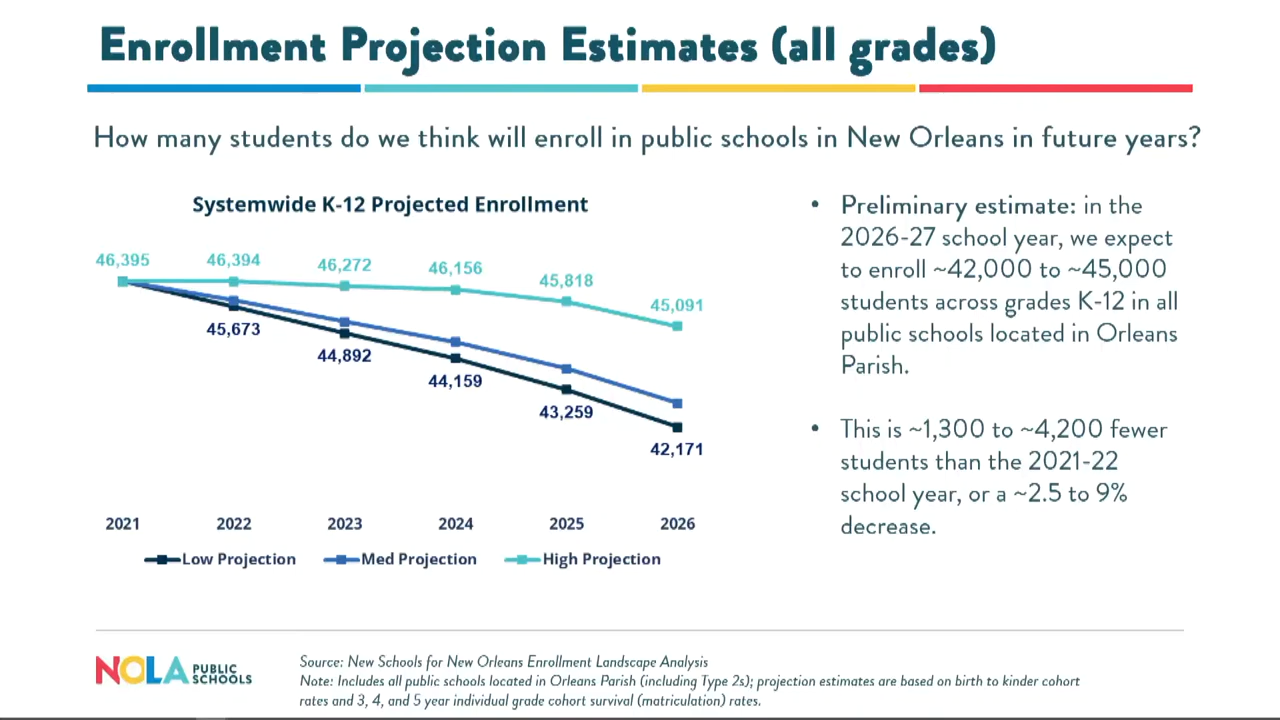 Enrollment Projection Estimates (all grades)
How many students do we think will enroll in public schools in New Orleans in future years?
Systemwide K-12 Projected Enrollment
46,395
46,394
46,272
46,156
45,818
45,091
45,673
44,892
44,159
43,259
42,171
2021
2022
2023
2024
2025
2026
Low Projection
Med Projection
High Projection
• Preliminary estimate: in the
2026-27 school year, we expect
to enroll ~42,000 to ~45,000
students across grades K-12 in all
public schools located in Orleans
Parish.
• This is ~1,300 to ~4,200 fewer
students than the 2021-22
school year, or a ~2.5 to 9%
decrease.
NOLA PUBLIC
SCHOOLS
Source: New Schools for New Orleans Enrollment Landscape Analysis
Note: Includes all public schools located in Orleans Parish (including Type 2s); projection estimates are based on birth to kinder cohort
rates and 3, 4, and 5 year individual grade cohort survival (matriculation) rates.